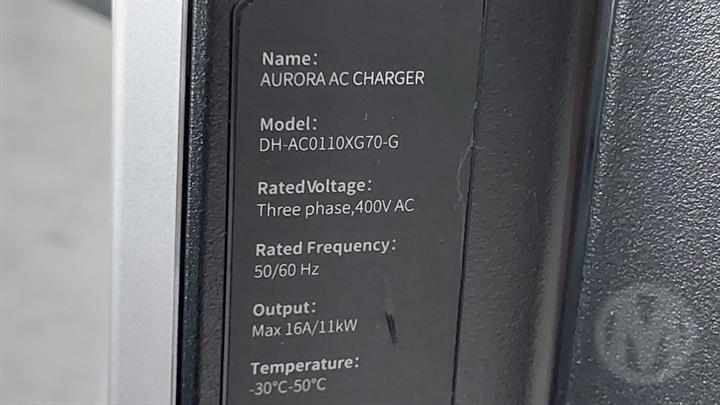 Name:
AURORA AC CHARGER
Model:
DH-AC0110XG70-G
RatedVoltage:
Three phase,400V AC
Rated Frequency:
50/60 Hz
Output:
Max 16A/11kW
Temperature:
-30°C-50°C